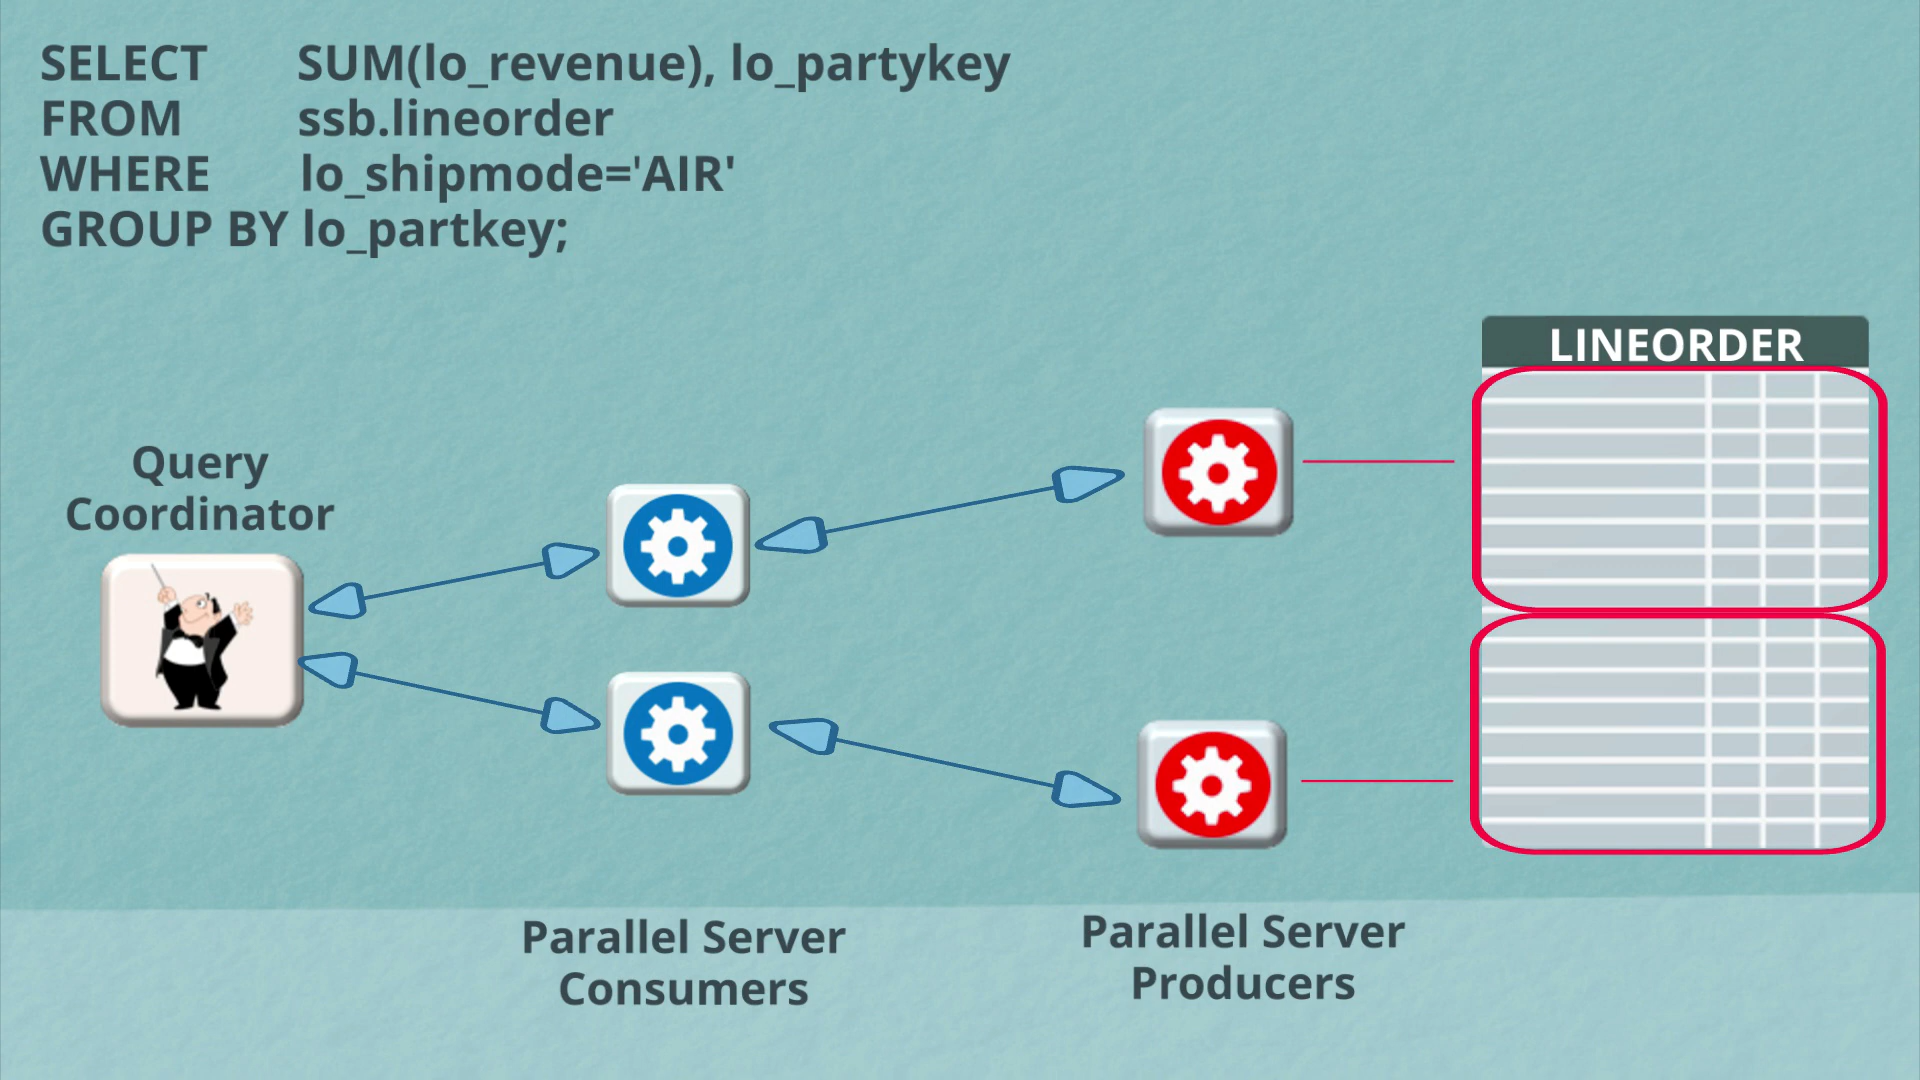 SELECT SUM(lo_revenue), lo_partykey
FROM ssb.lineorder
WHERE lo_shipmode='AIR'
GROUP BY lo_partkey;
LINEORDER
Query
Coordinator
Parallel Server
Consumers
Parallel Server
Producers